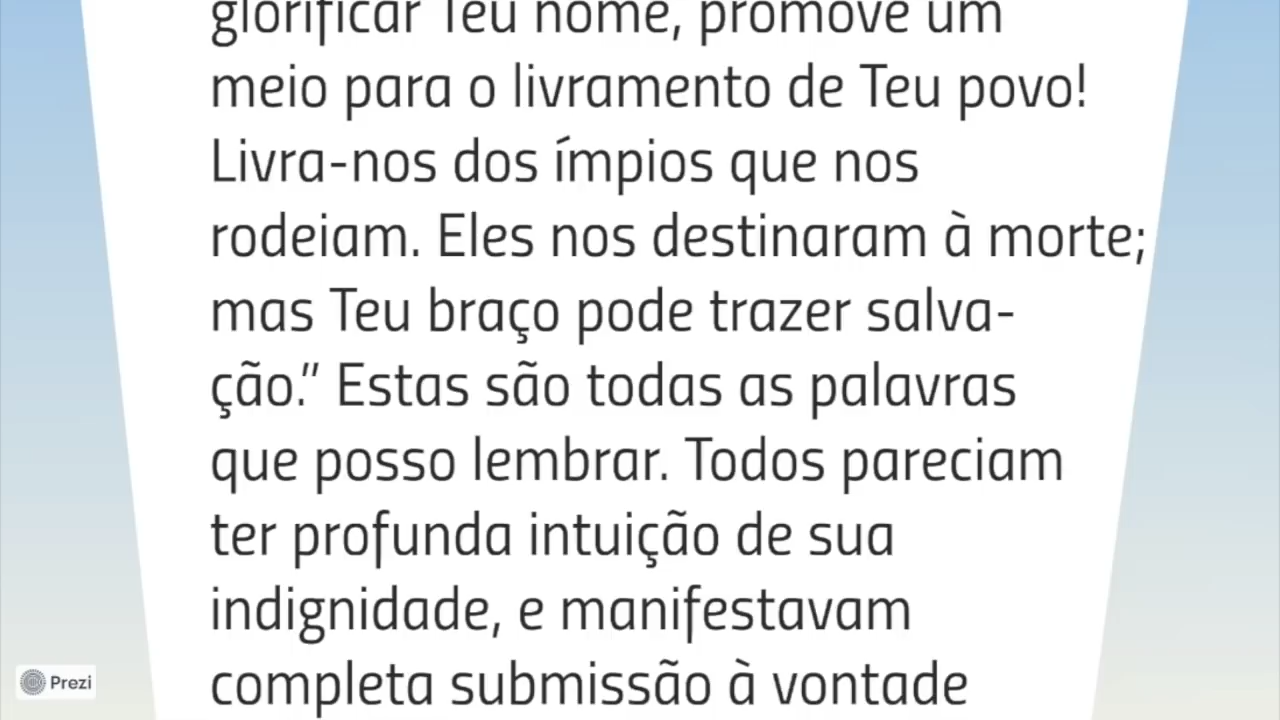 glorificar Teu nome, promove um
meio para o livramento de Teu povo!
Livra-nos dos ímpios que nos
rodeiam. Eles nos destinaram à morte;
mas Teu braço pode trazer salva-
ção.” Estas são todas as palavras
que posso lembrar. Todos pareciam
ter profunda intuição de sua
indignidade, e manifestavam
completa submissão à vontade
Prezi